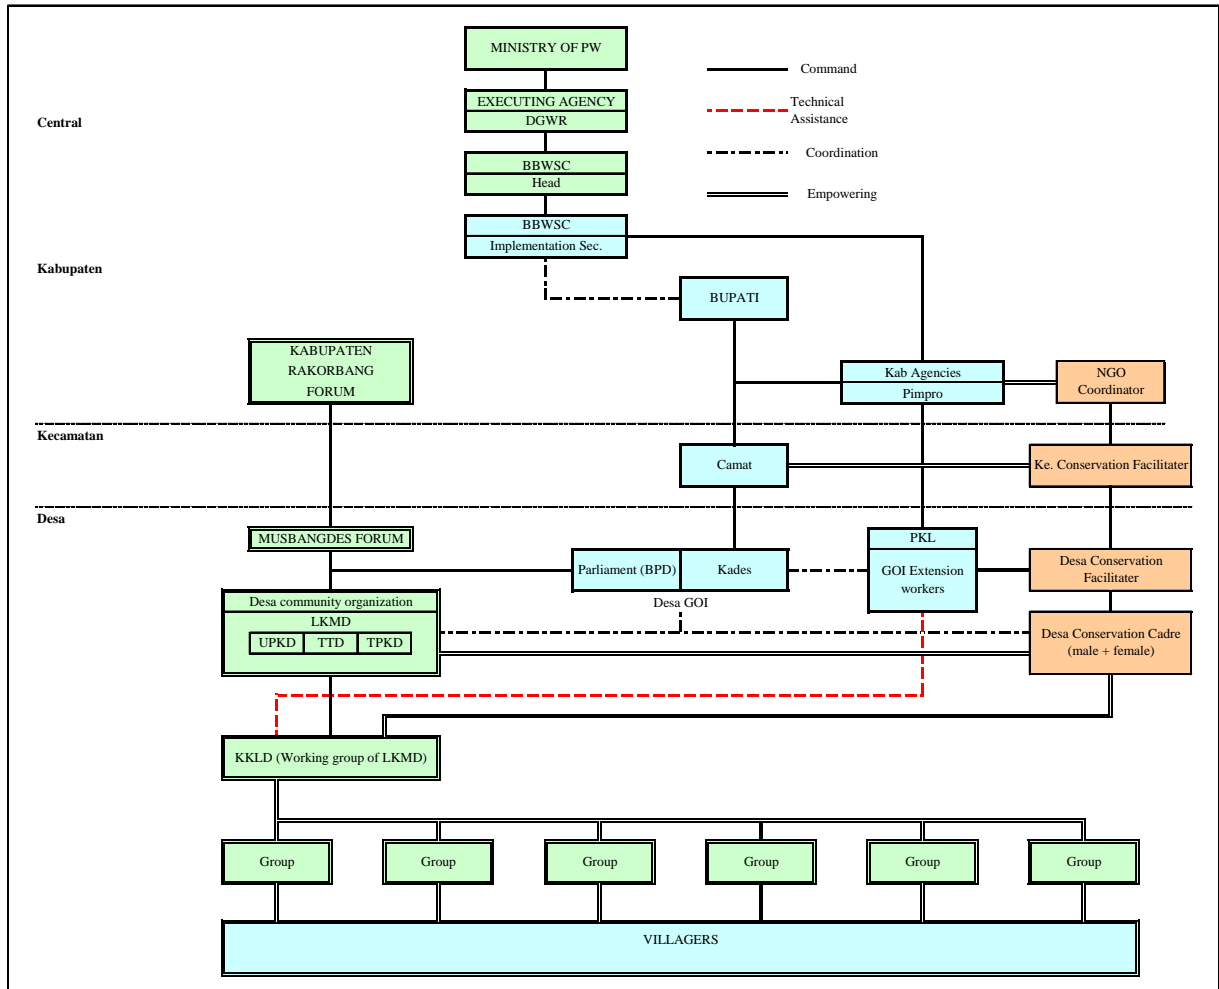 MINISTRY OF PW
Command
EXECUTING AGENCY
DGWR
Technical
Assistance
Central
BBWSC
Head
Coordination
Empowering
BBWSC
Implementation Sec.
Kabupaten
BUPATI
KABUPATEN
RAKORBANG
FORUM
Kab Agencies
Pimpro
NGO
Coordinator
Kecamatan
Camat
Ke. Conservation Facilitater
Desa
MUSBANGDES FORUM
Parliament (BPD)
Kades
PKL
GOI Extension
workers
Desa Conservation
Facilitater
Desa GOI
Desa community organization
LKMD
UPKD
TTD
TPKD
Desa Conservation Cadre
(male + female)
KKLD (Working group of LKMD)
Group
Group
Group
Group
Group
Group
VILLAGERS